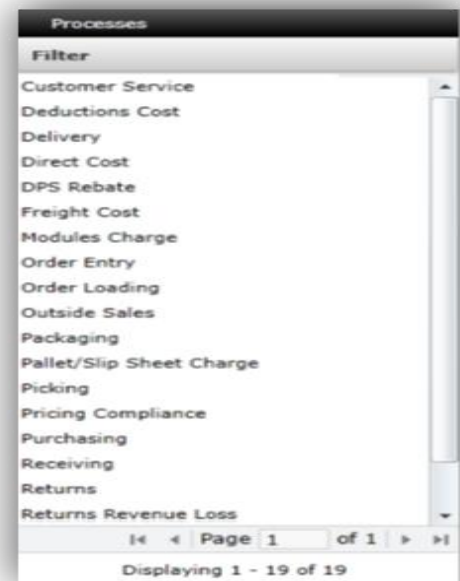 Processes
Filter
Customer Service
Deductions Cost
Delivery
Direct Cost
DPS Rebate
Freight Cost
Modules Charge
Order Entry
Order Loading
Outside Sales
Packaging
Pallet/Slip Sheet Charge
Picking
Pricing Compliance
Purchasing
Receiving
Returns
Returns Revenue Loss
Page 1 of 1
Displaying 1 - 19 of 19